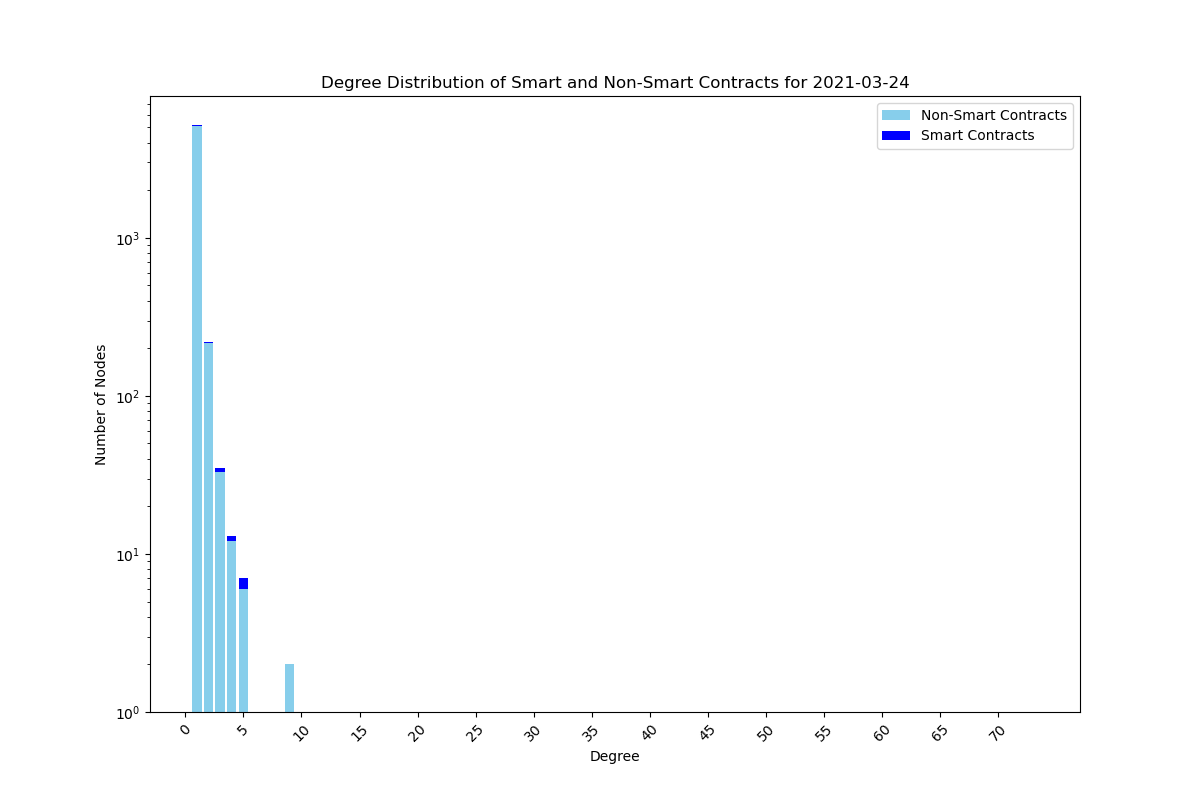 Degree Distribution of Smart and Non-Smart Contracts for 2021-03-24
Non-Smart Contracts
Smart Contracts
Number of Nodes
10³
10²
10¹
10⁰
0 5 10 15 20 25 30 35 40 45 50 55 60 65 70
Degree